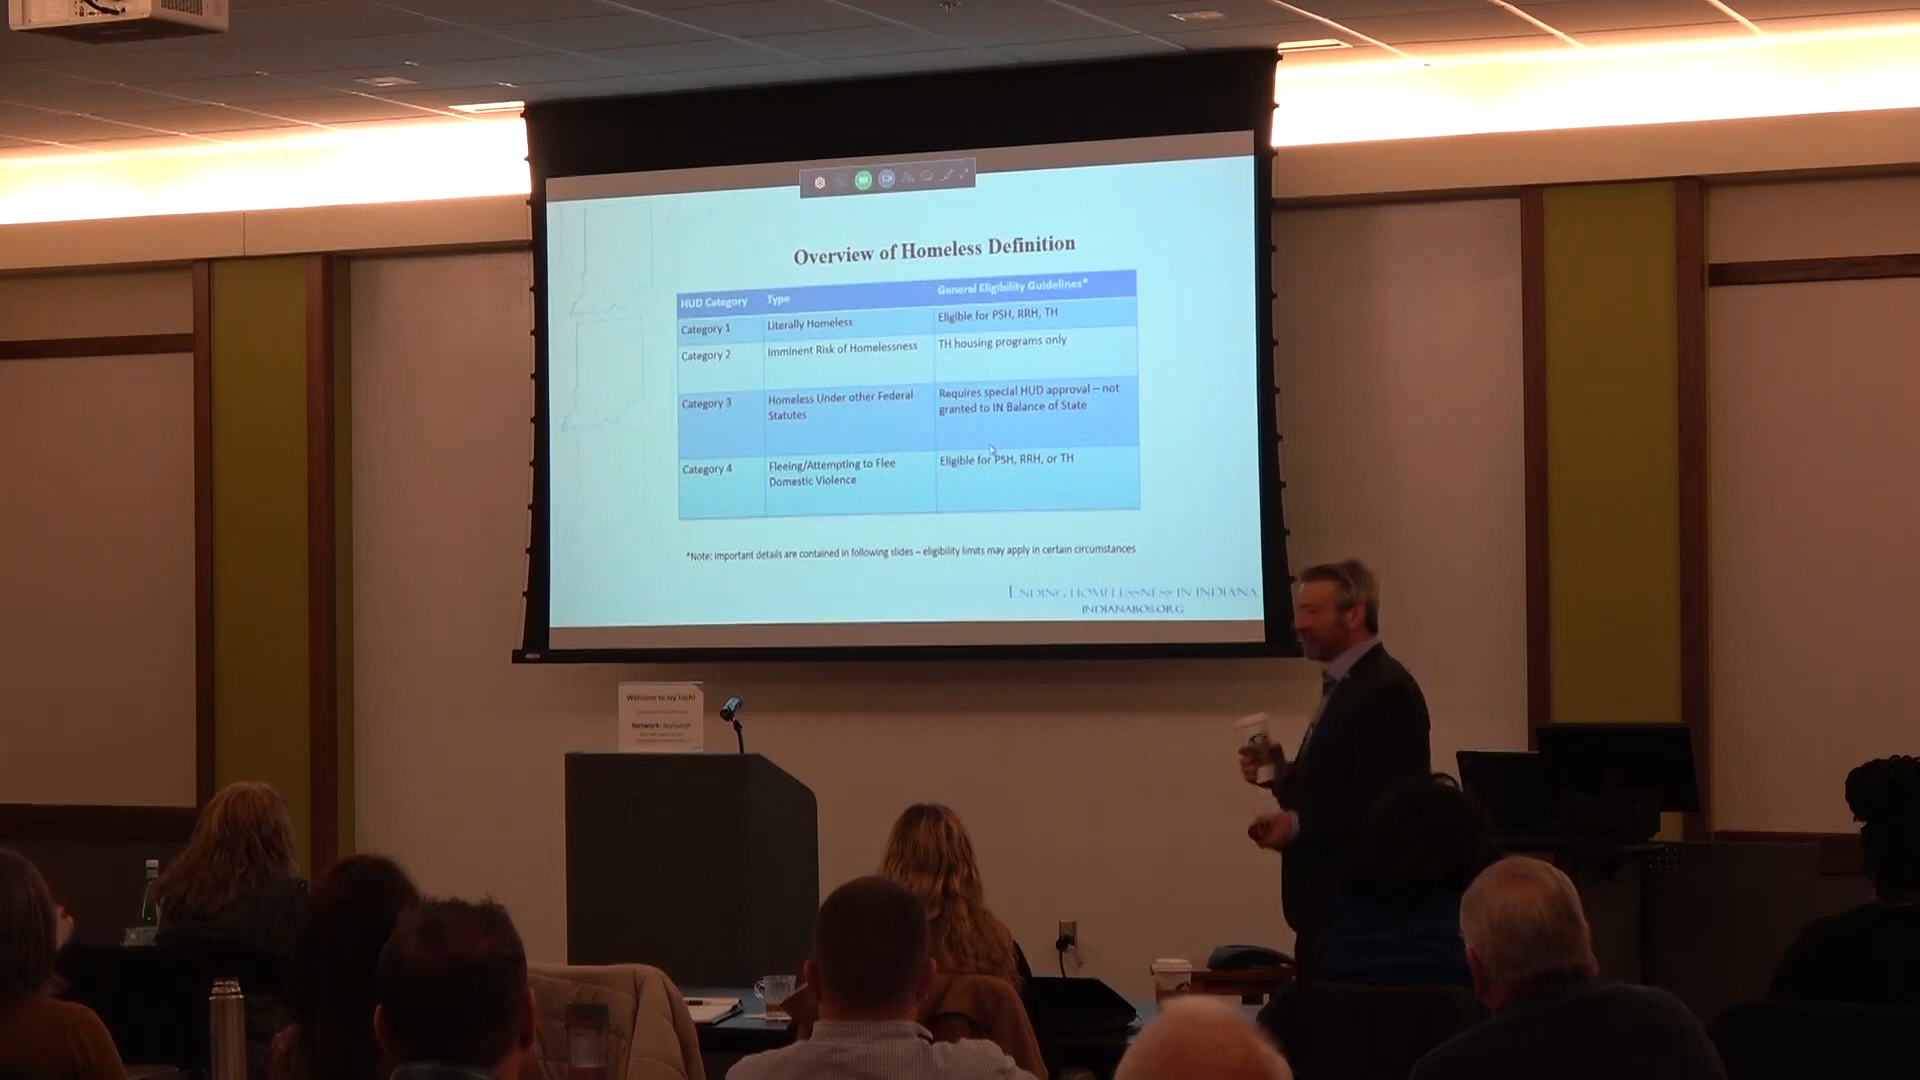 Overview of Homeless Definition
HUD Category Type General Eligibility Guidelines*
Category 1 Literally Homeless Eligible for PSH, RRH, TH
Category 2 Imminent Risk of Homelessness TH housing programs only
Category 3 Homeless Under other Federal Statutes Requires special HUD approval – not granted to IN Balance of State
Category 4 Fleeing/Attempting to Flee Domestic Violence Eligible for PSH, RRH, or TH
*Note: important details are contained in following slides – eligibility limits may apply in certain circumstances
ENDING HOMELESSNESS IN INDIANA
INDIANABOS.ORG
Welcome to Ivy Tech!
Network: IvyGuest